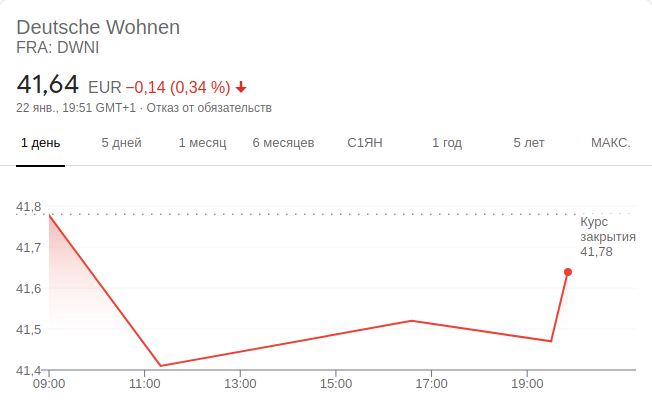 Deutsche Wohnen
FRA: DWNI
41,64 EUR −0,14 (0,34 %)
22 янв., 19:51 GMT+1 · Отказ от обязательств
1 день 5 дней 1 месяц 6 месяцев С1ЯН 1 год 5 лет МАКС.
41,8
Курс
закрытия
41,78
41,7
41,6
41,5
41,4
09:00 11:00 13:00 15:00 17:00 19:00